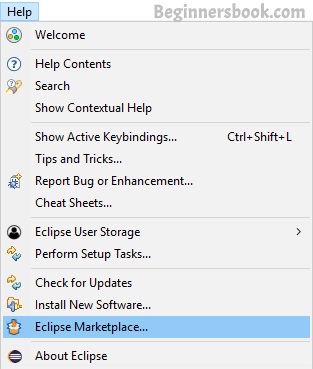 Help
Beginnersbook.com
Welcome
Help Contents
Search
Show Contextual Help
Show Active Keybindings... Ctrl+Shift+L
Tips and Tricks...
Report Bug or Enhancement...
Cheat Sheets...
Eclipse User Storage
Perform Setup Tasks...
Check for Updates
Install New Software...
Eclipse Marketplace...
About Eclipse